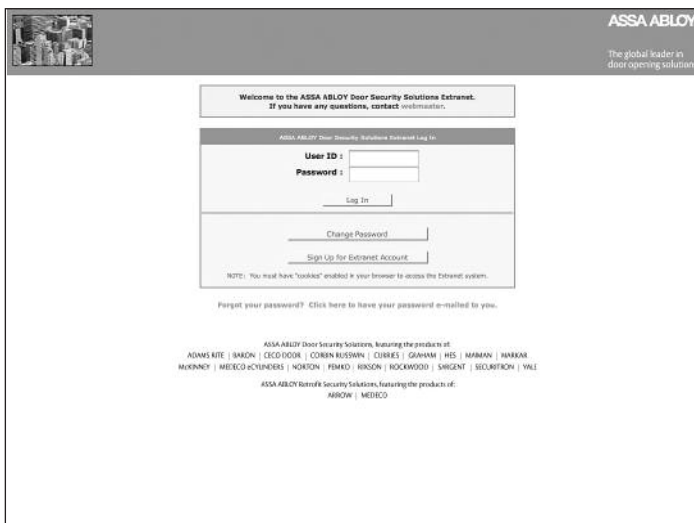 ASSA ABLOY
The global leader in
door opening solution
Welcome to the ASSA ABLOY Door Security Solutions Extranet.
If you have any questions, contact webmaster.
ASSA ABLOY Door Security Solutions Extranet Log In
User ID :
Password :
Log In
Change Password
Sign Up for Extranet Account
NOTE: You must have "cookies" enabled in your browser to access the Extranet system.
Forgot your password? Click here to have your password e-mailed to you.
ASSA ABLOY Door Security Solutions, featuring the products of:
ADAMS RITE | BARON | CECO DOOR | CORBIN RUSSWIN | CURRIES | GRAHAM | HES | MAIMAN | MARKAR
McKINNEY | MEDECO eCYLINDERS | NORTON | PEMKO | RIXSON | ROCKWOOD | SARGENT | SECURITRON | YALE
ASSA ABLOY Retrofit Security Solutions, featuring the products of:
ARROW | MEDECO